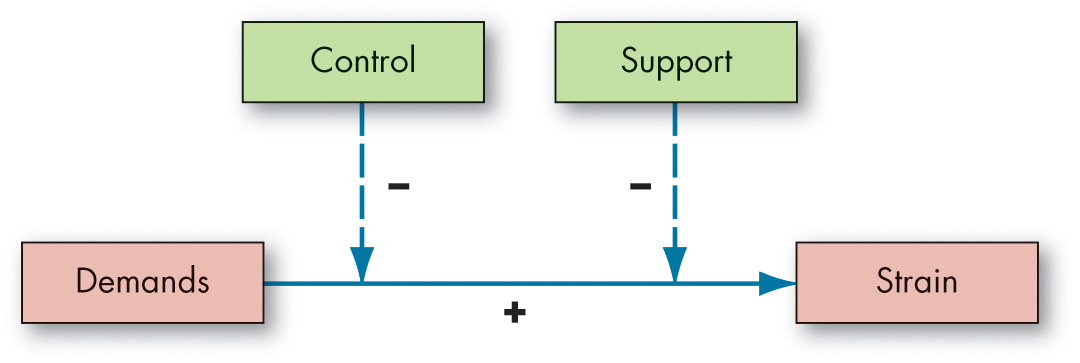 Control
Support
–
–
Demands
Strain
+